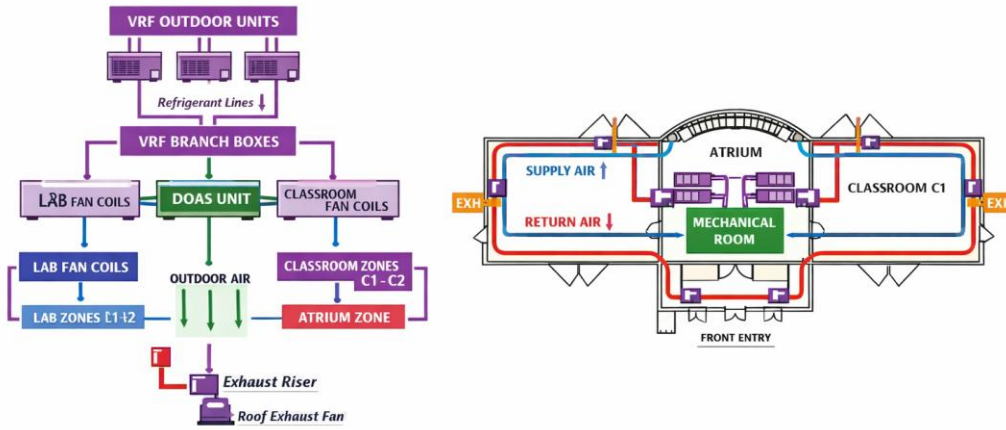 VRF OUTDOOR UNITS
Refrigerant Lines ↓
VRF BRANCH BOXES
LAB FAN COILS
DOAS UNIT
CLASSROOM
FAN COILS
LAB FAN COILS
OUTDOOR AIR
CLASSROOM ZONES
C1-C2
LAB ZONES
ATRIUM ZONE
T
Exhaust Riser
Roof Exhaust Fan
ATRIUM
SUPPLY AIR ↑
CLASSROOM C1
EXH
EXH
RETURN AIR ↓
MECHANICAL
ROOM
FRONT ENTRY